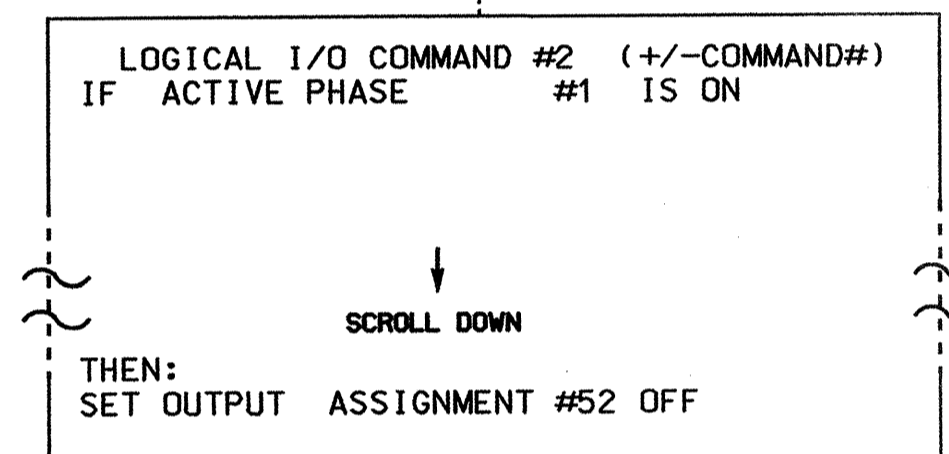 LOGICAL I/O COMMAND #2 (+/-COMMAND#)
IF ACTIVE PHASE #1 IS ON
SCROLL DOWN
THEN:
SET OUTPUT ASSIGNMENT #52 OFF